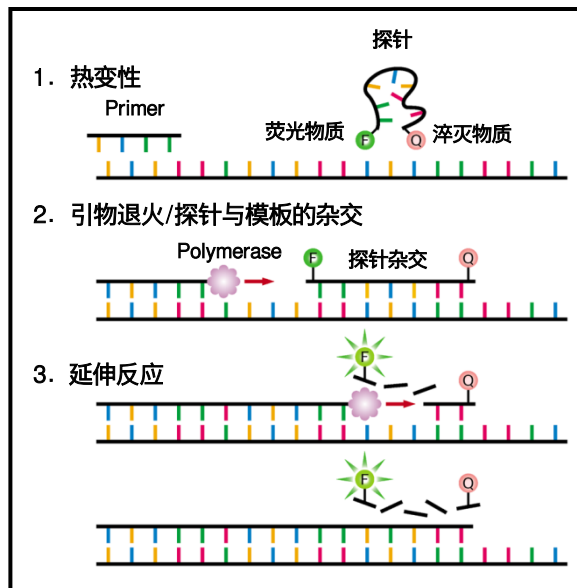 探针
1. 热变性
Primer
荧光物质
淬灭物质
F
Q
2. 引物退火/探针与模板的杂交
Polymerase
F
探针杂交
Q
3. 延伸反应
F
Q
F
Q